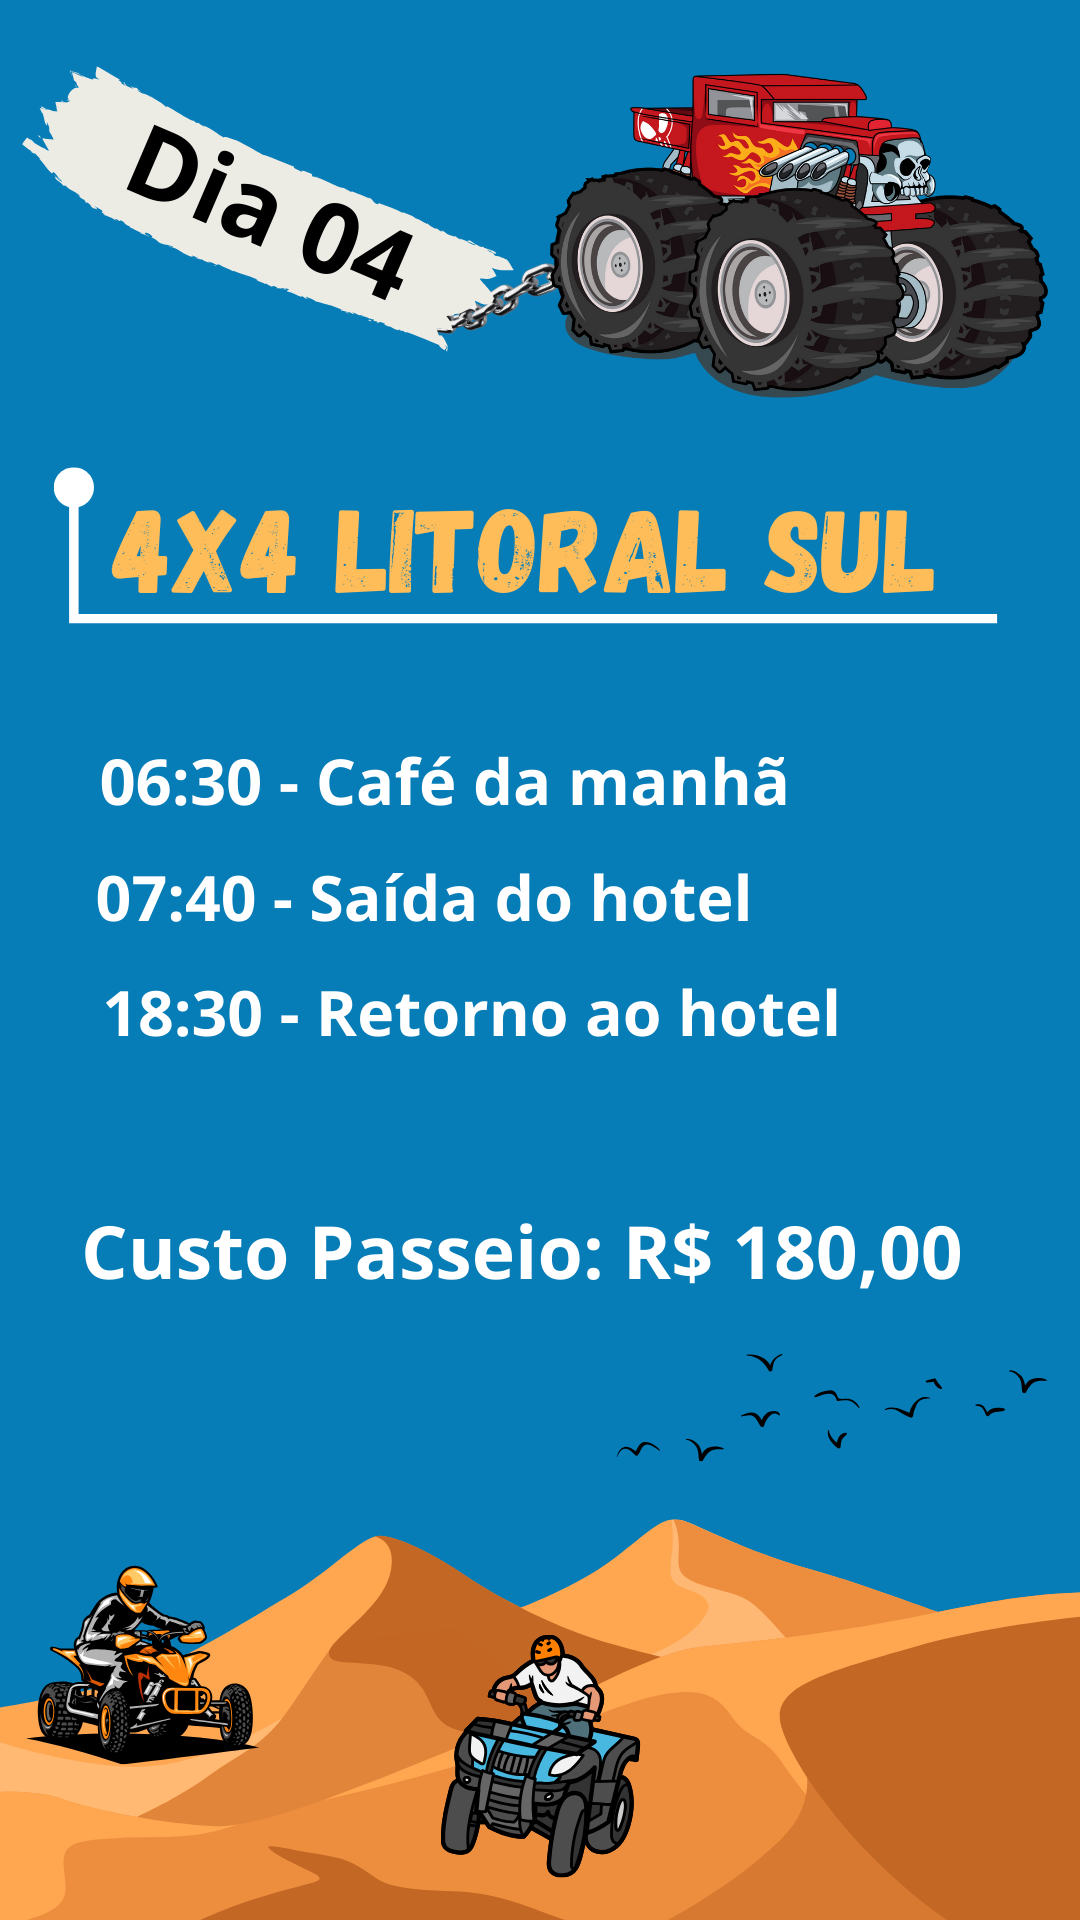 Dia 04
4X4 LITORAL SUL
06:30 - Café da manhã
07:40 - Saída do hotel
18:30 - Retorno ao hotel
Custo Passeio: R$ 180,00